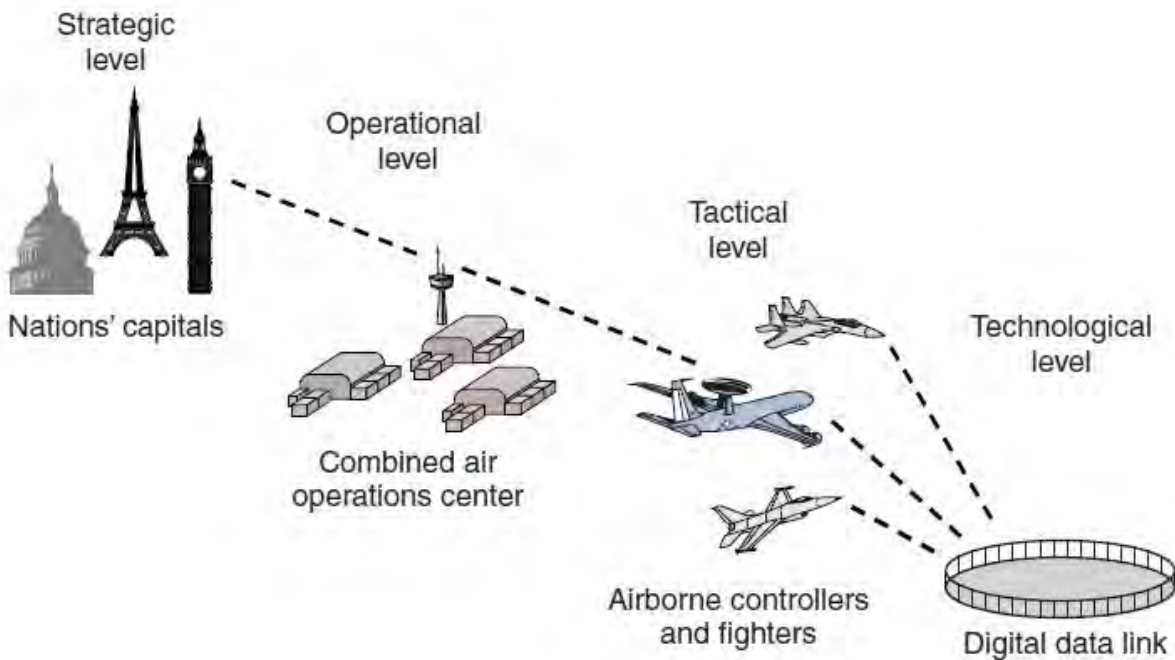 Strategic
level
Nations’ capitals
Operational
level
Combined air
operations center
Tactical
level
Airborne controllers
and fighters
Technological
level
Digital data link